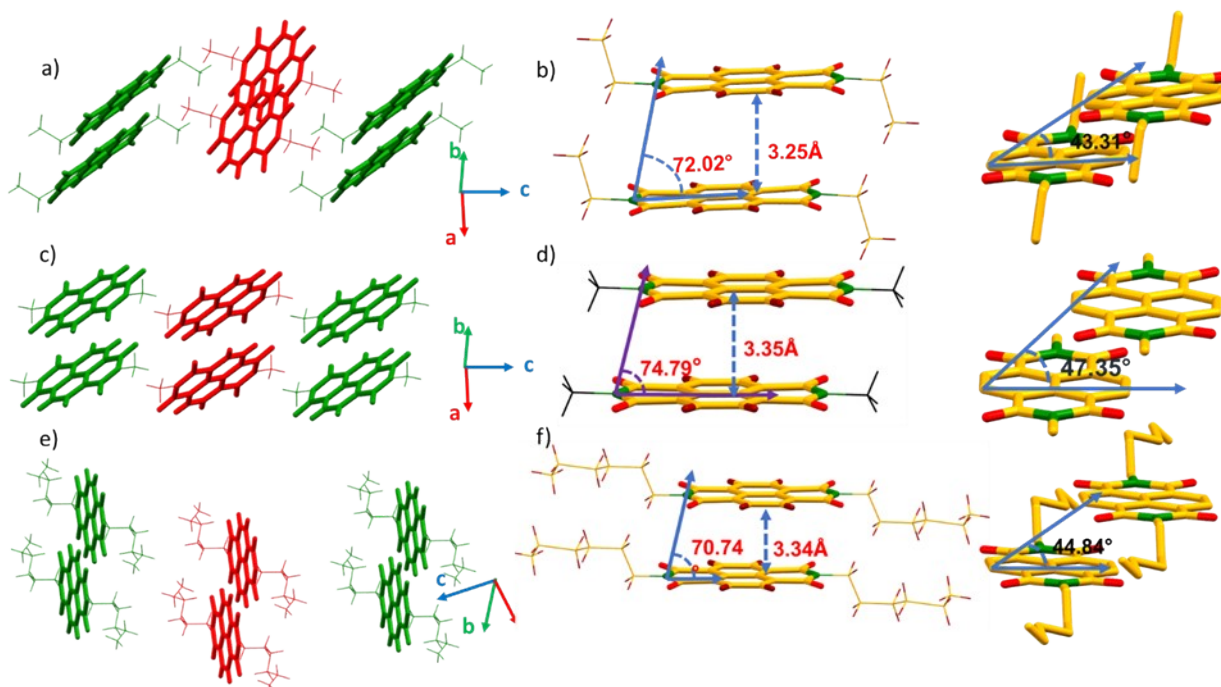 a)
b
c
a
b)
72.02°
3.25Å
43.31°
c)
b
c
a
d)
74.79°
3.35Å
47.35°
e)
c
b
f)
70.74
°
3.34Å
44.84°